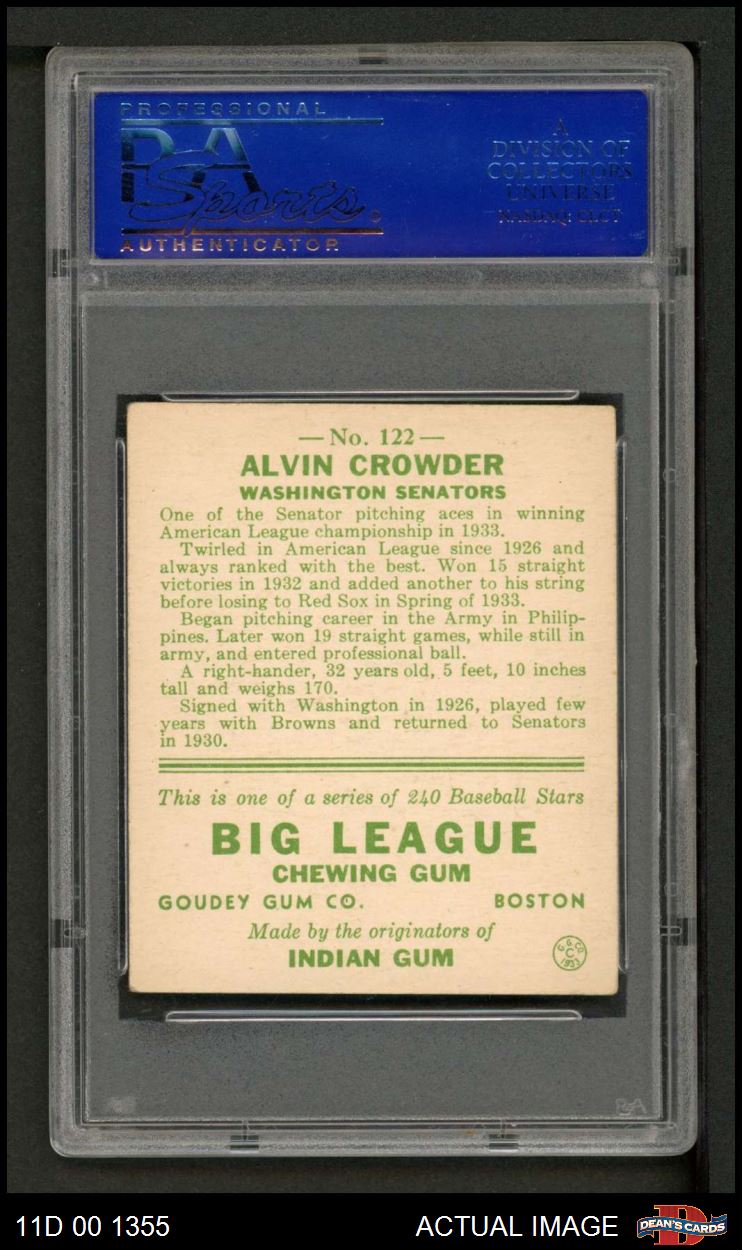 PROFESSIONAL
PSA
Sports
AUTHENTICATOR
A
DIVISION OF
COLLECTORS
UNIVERSE
NASDAQ: CLCT
— No. 122 —
ALVIN CROWDER
WASHINGTON SENATORS
One of the Senator pitching aces in winning
American League championship in 1933.
Twirled in American League since 1926 and
always ranked with the best. Won 15 straight
victories in 1932 and added another to his string
before losing to Red Sox in Spring of 1933.
Began pitching career in the Army in Philip-
pines. Later won 19 straight games, while still in
army, and entered professional ball.
A right-hander, 32 years old, 5 feet, 10 inches
tall and weighs 170.
Signed with Washington in 1926, played few
years with Browns and returned to Senators
in 1930.
This is one of a series of 240 Baseball Stars
BIG LEAGUE
CHEWING GUM
GOUDEY GUM CO. BOSTON
Made by the originators of
INDIAN GUM
G. G. CO.
C
1933
PSA
11D 00 1355 ACTUAL IMAGE
D
DEAN'S CARDS